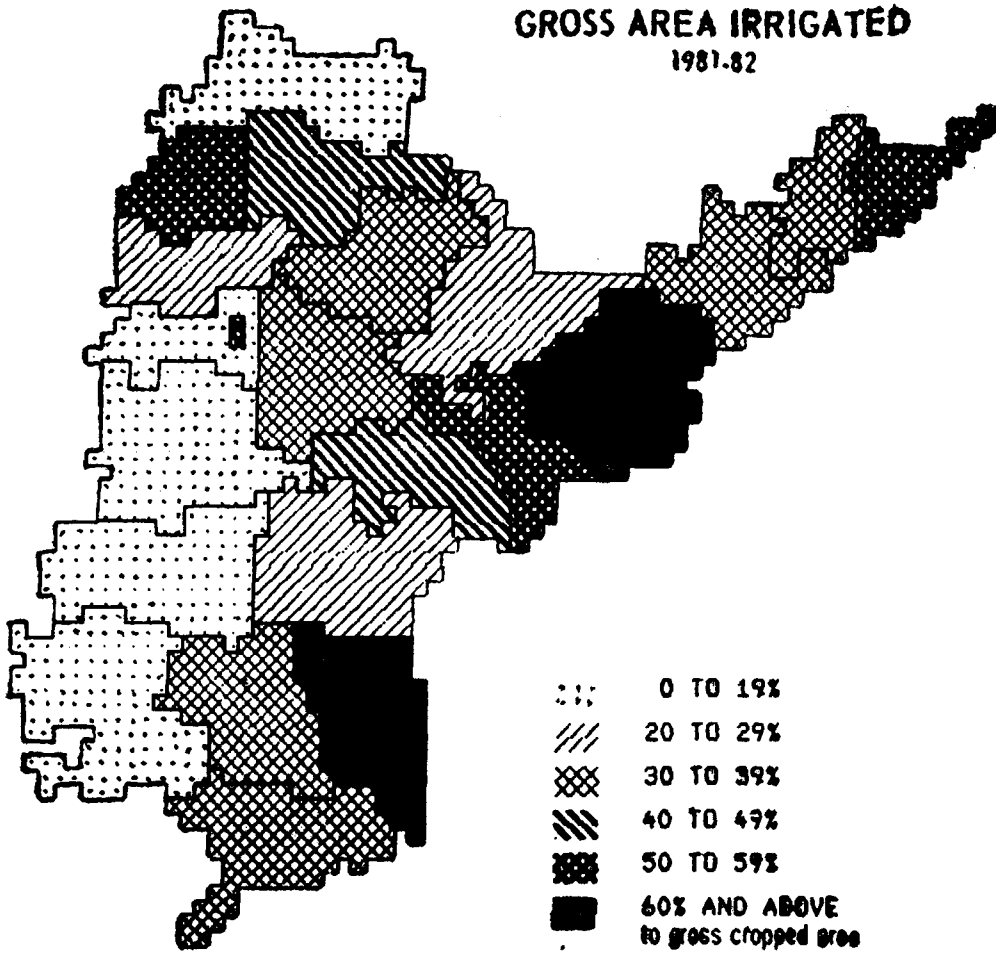 GROSS AREA IRRIGATED
1981-82
0 TO 19%
20 TO 29%
30 TO 39%
40 TO 49%
50 TO 59%
60% AND ABOVE
to gross cropped area